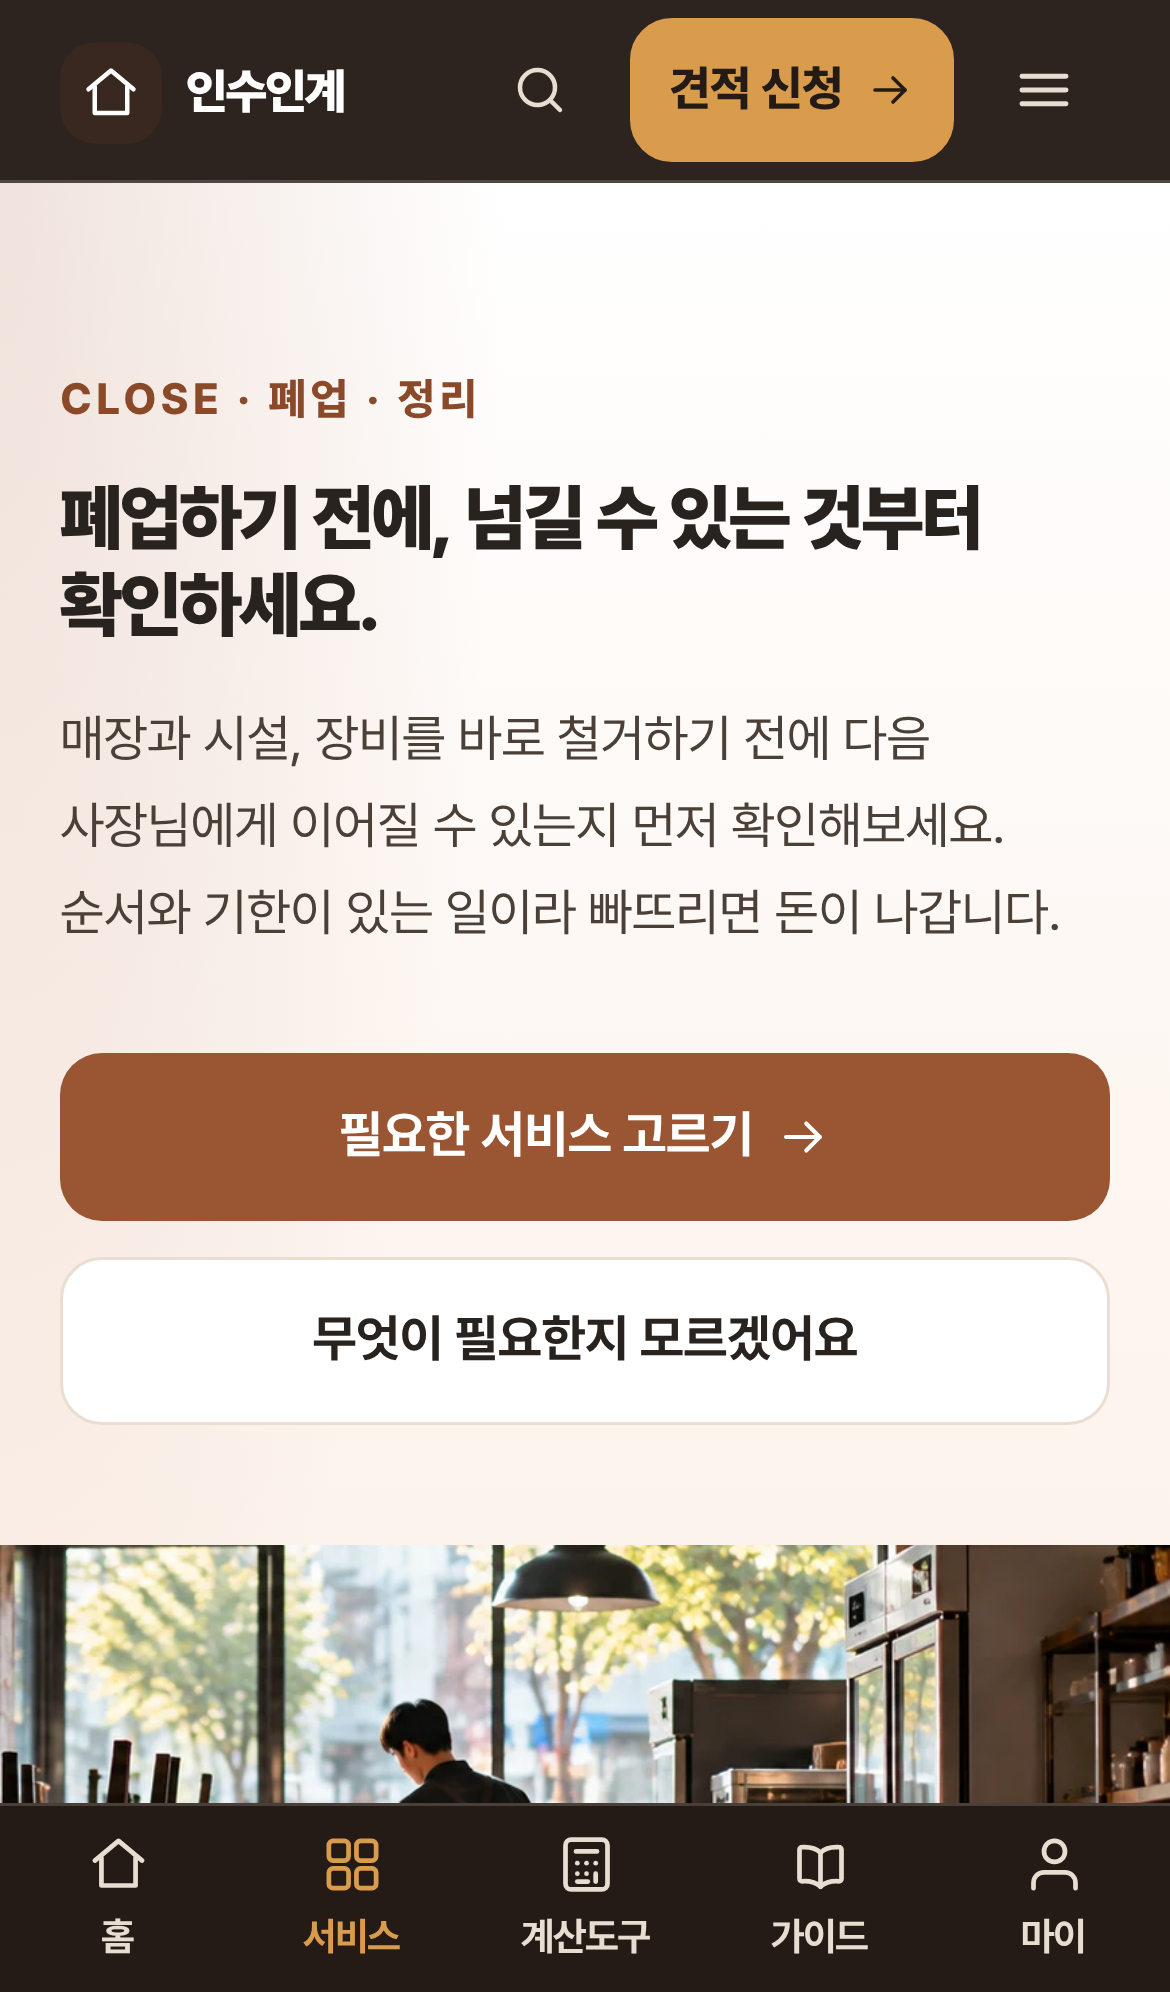 인수인계
견적 신청 →
CLOSE · 폐업 · 정리
폐업하기 전에, 넘길 수 있는 것부터
확인하세요.
매장과 시설, 장비를 바로 철거하기 전에 다음
사장님에게 이어질 수 있는지 먼저 확인해보세요.
순서와 기한이 있는 일이라 빠뜨리면 돈이 나갑니다.
필요한 서비스 고르기 →
무엇이 필요한지 모르겠어요
홈
서비스
계산도구
가이드
마이